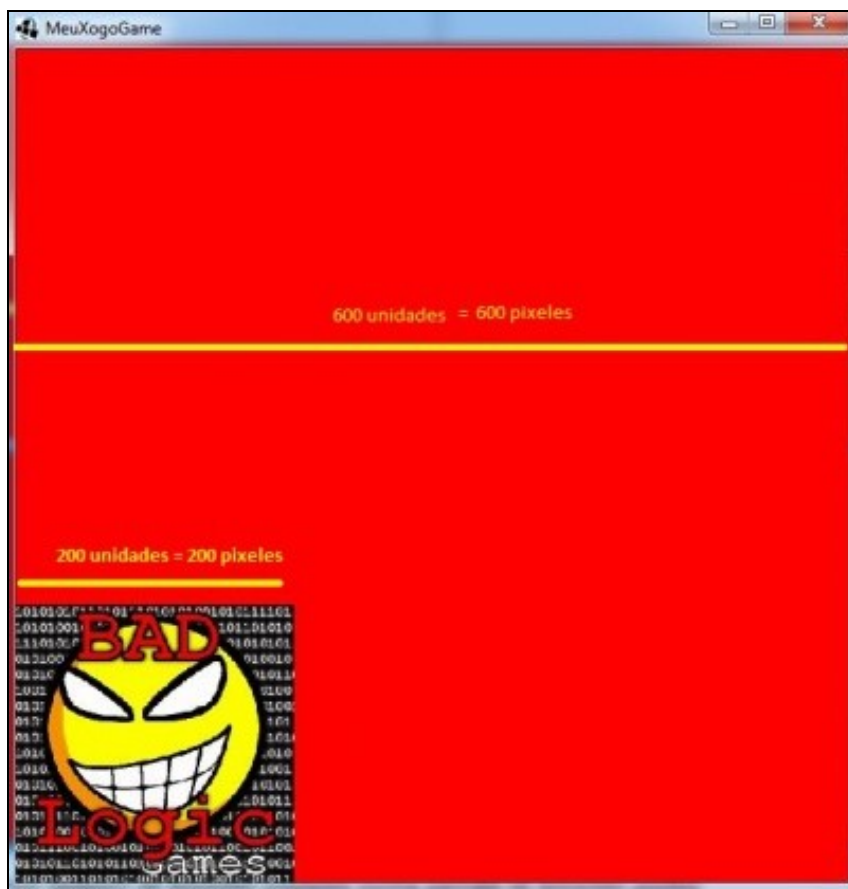 MeuXogoGame
600 unidades = 600 pixeles
200 unidades = 200 pixeles
BAD
Logic
Games